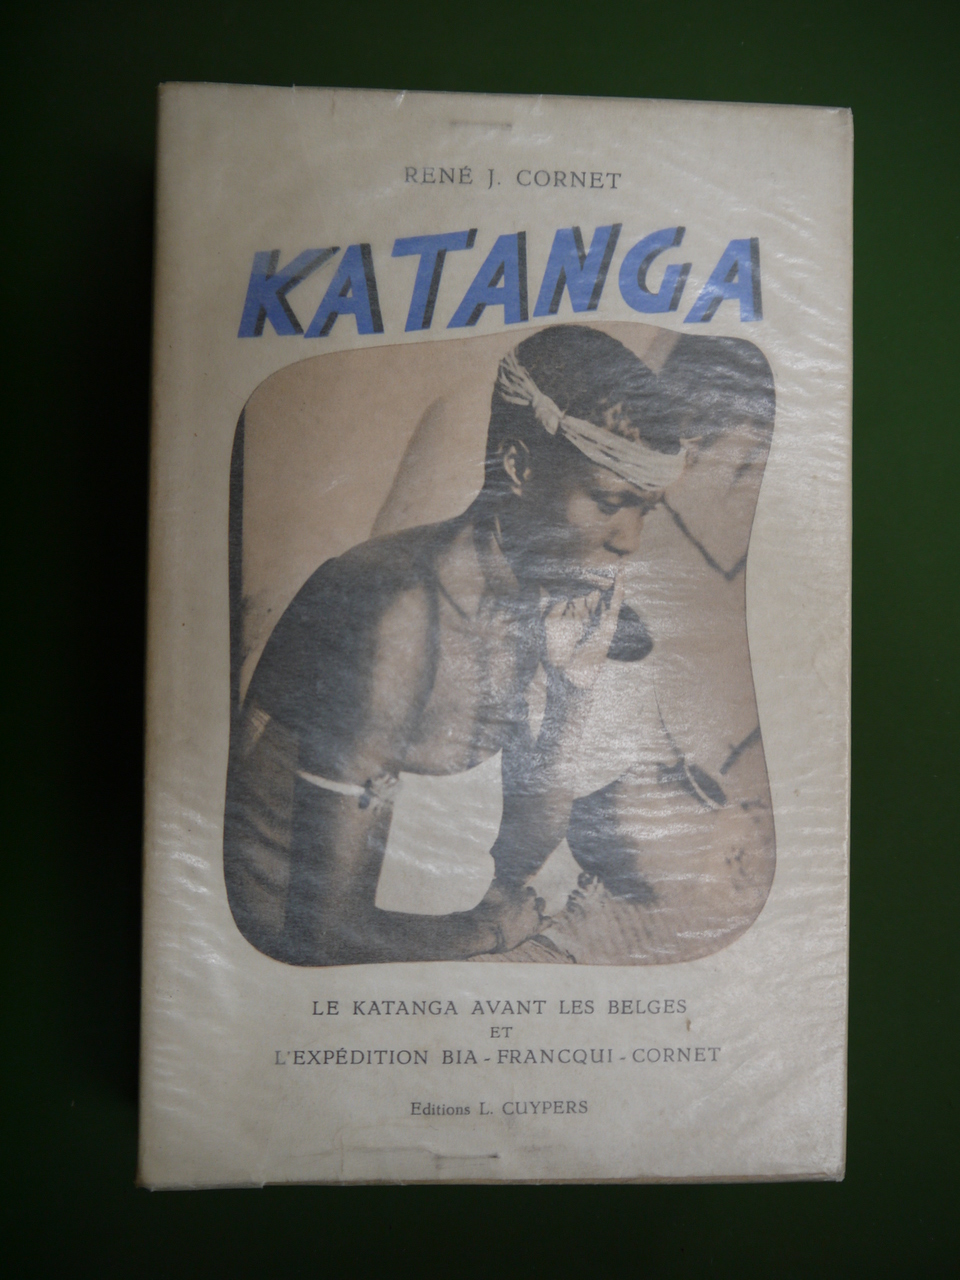 RENÉ J. CORNET
KATANGA
LE KATANGA AVANT LES BELGES
ET
L'EXPÉDITION BIA - FRANCQUI - CORNET
Editions L. CUYPERS